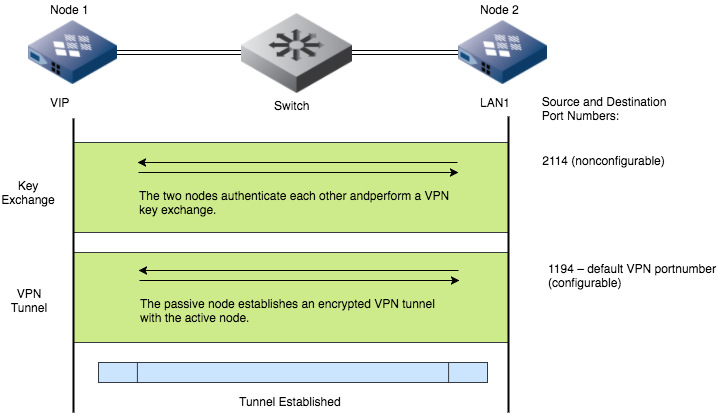 Node 1
Node 2
VIP
Switch
LAN1
Source and Destination
Port Numbers:
Key
Exchange
2114 (nonconfigurable)
The two nodes authenticate each other andperform a VPN
key exchange.
VPN
Tunnel
1194 – default VPN portnumber
(configurable)
The passive node establishes an encrypted VPN tunnel
with the active node.
Tunnel Established